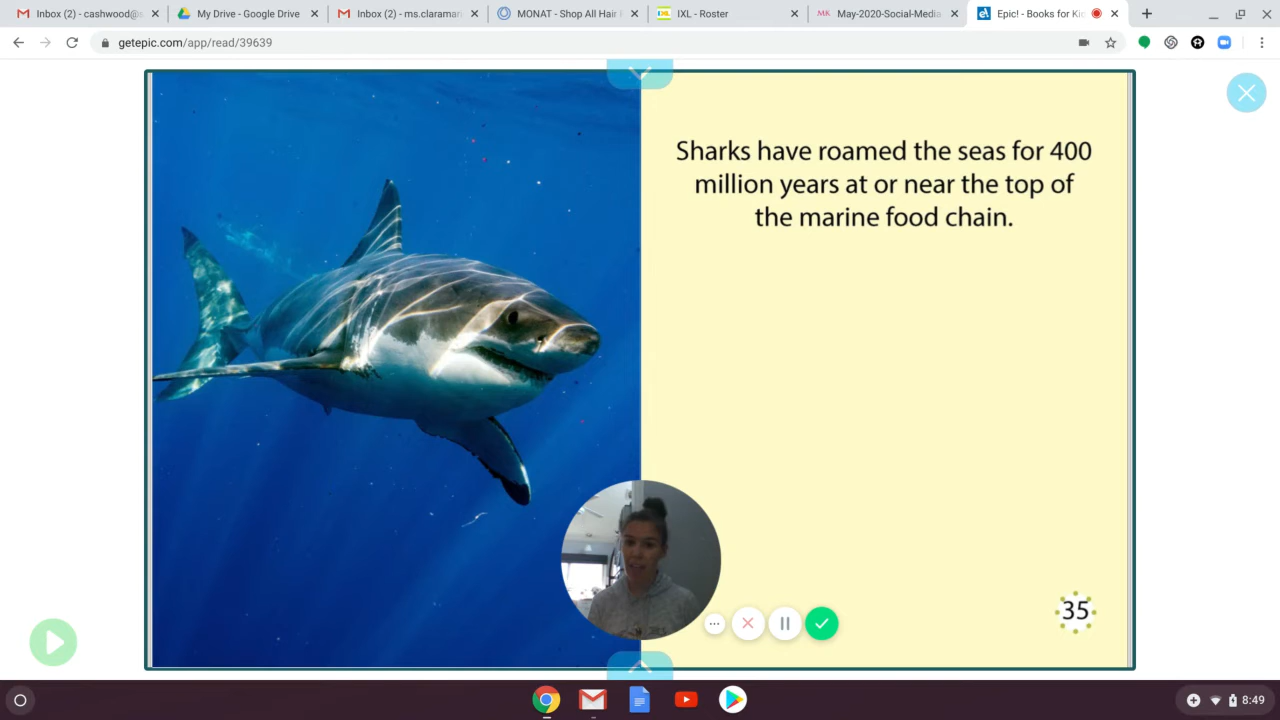 Inbox (2) - cashwood@s
My Drive - Google Drive
Inbox (2) - ms.claramari
MONAT - Shop All Hair
IXL - Roster
MK May-2020-Social-Media
Epic! - Books for Kid
getepic.com/app/read/39639
Sharks have roamed the seas for 400
million years at or near the top of
the marine food chain.
35
8:49